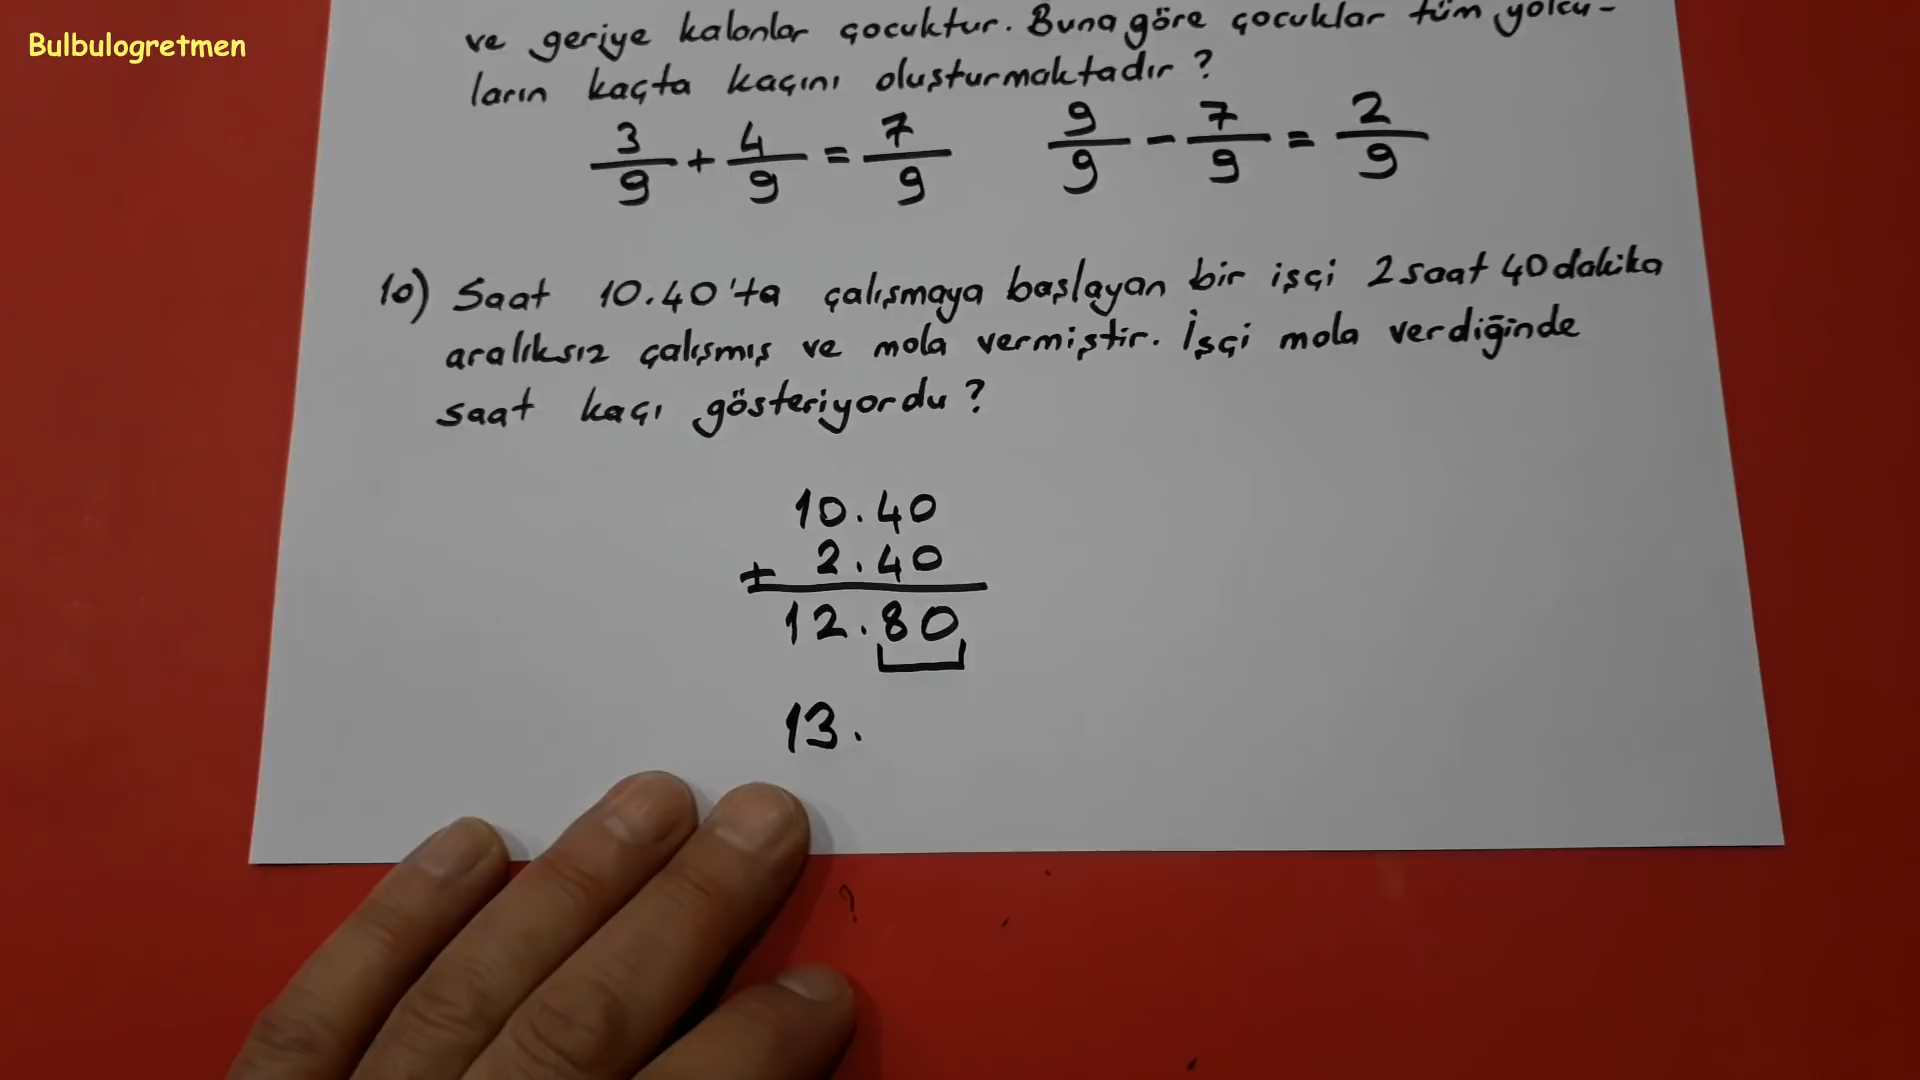 Bulbulogretmen
ve geriye kalanlar çocuktur. Buna göre çocuklar tüm yolcu-
ların kaçta kaçını oluşturmaktadır?
3/9 + 4/9 = 7/9 9/9 - 7/9 = 2/9
10) Saat 10.40'ta çalışmaya başlayan bir işçi 2 saat 40 dakika
aralıksız çalışmış ve mola vermiştir. İşçi mola verdiğinde
saat kaçı gösteriyordu?
10.40
+ 2.40
12.80
13.